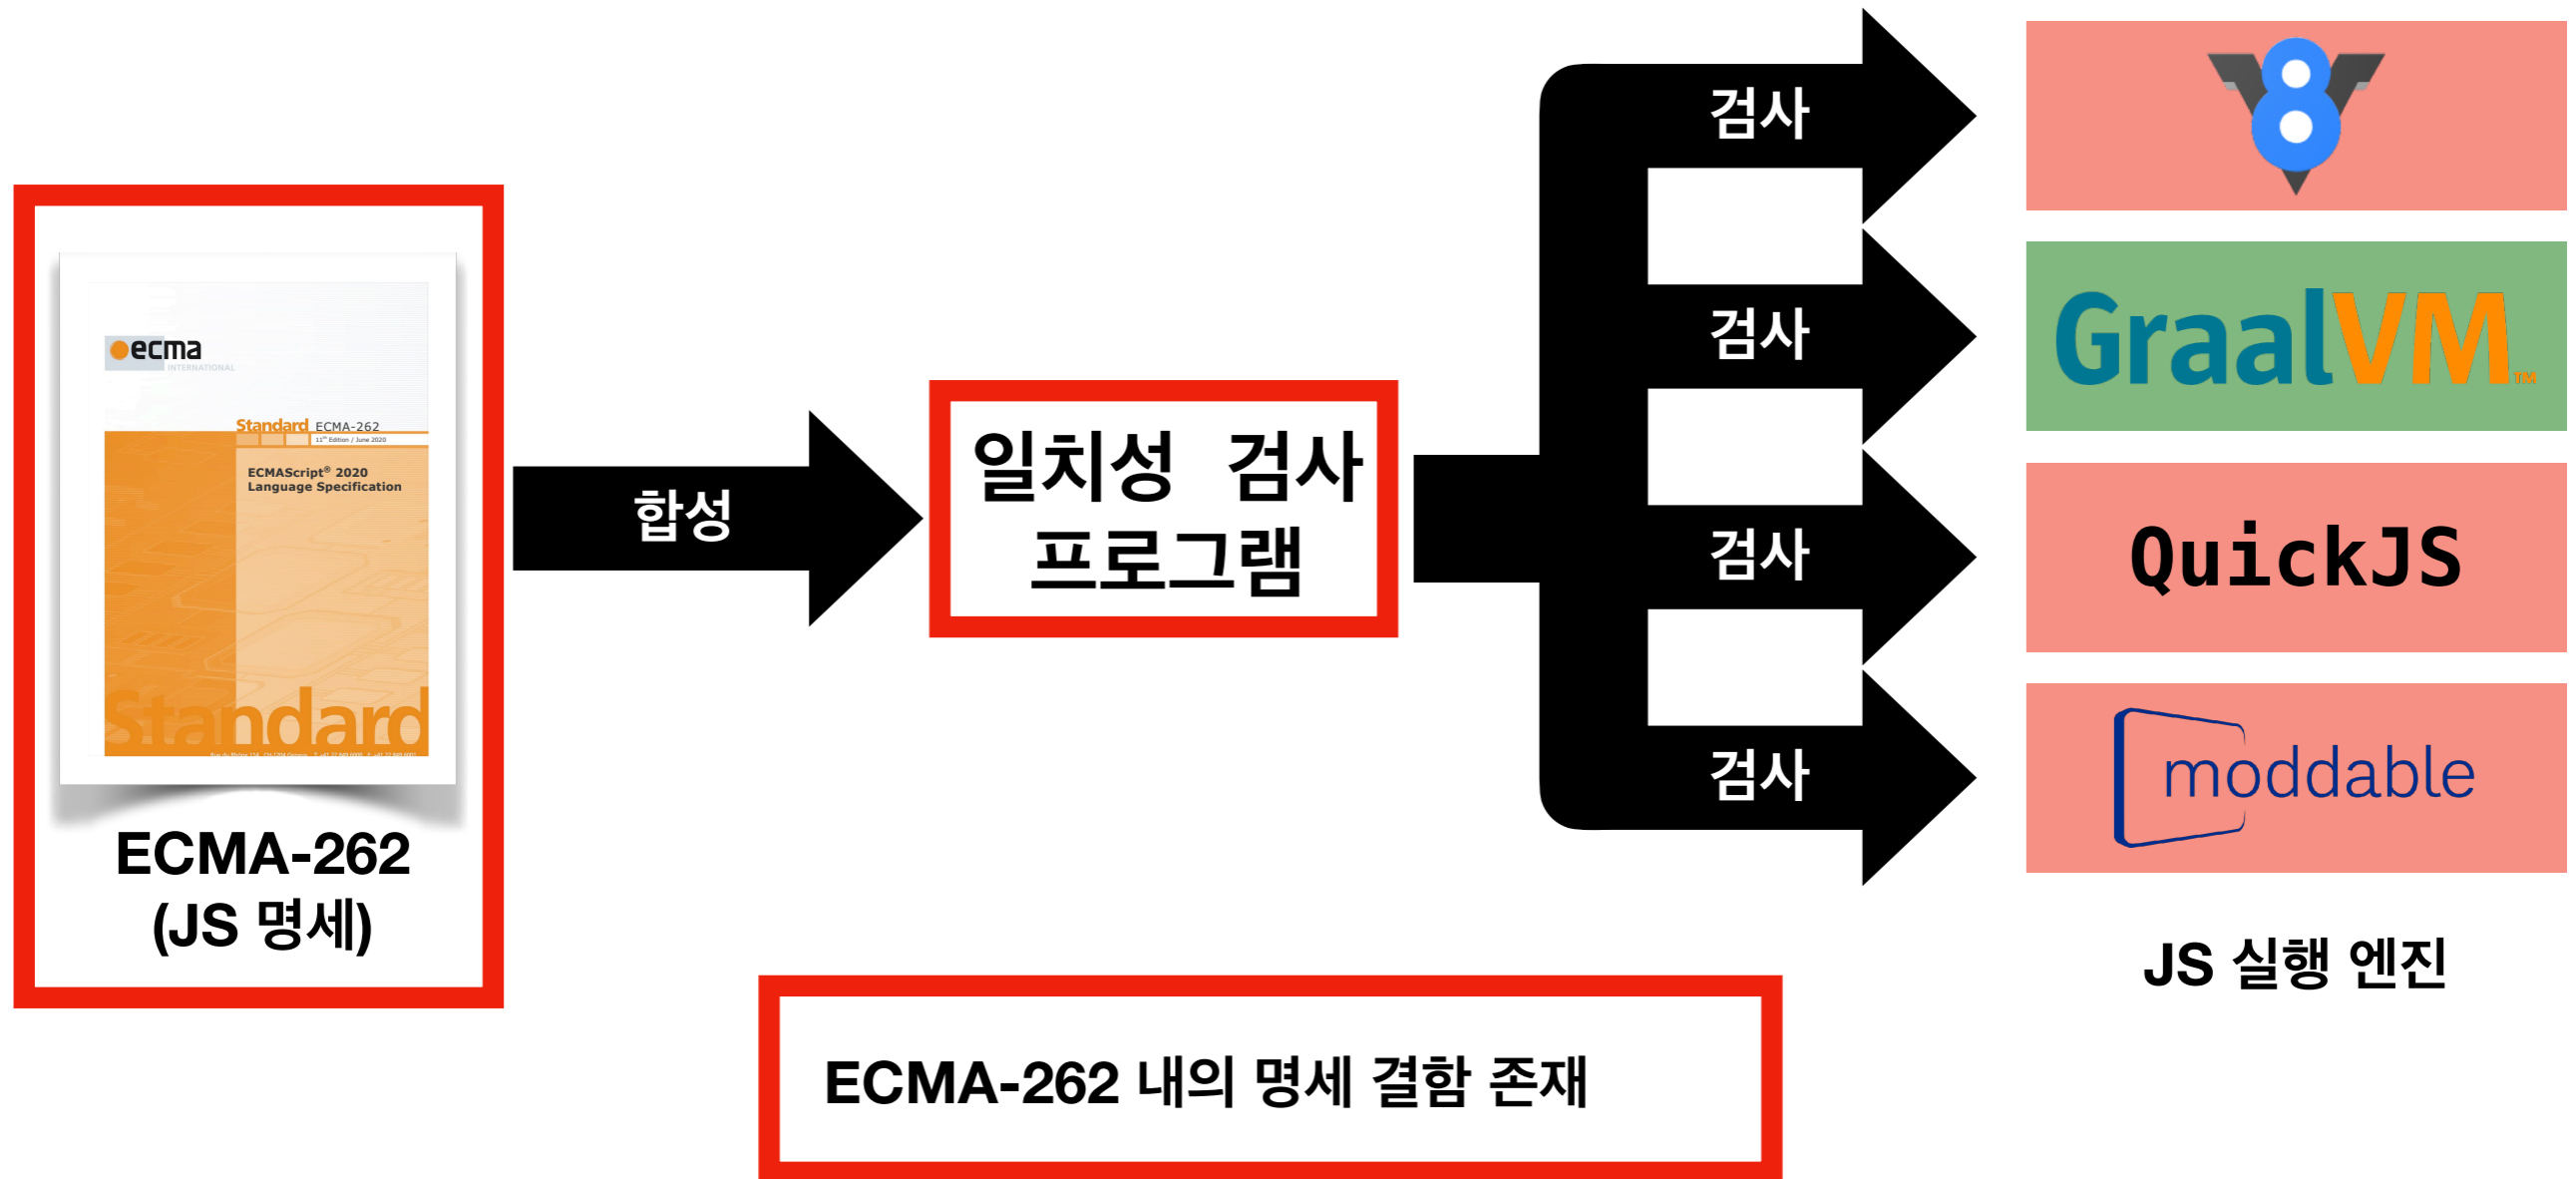 ecma
INTERNATIONAL
Standard ECMA-262
11th Edition / June 2020
ECMAScript® 2020
Language Specification
Standard
ECMA-262
(JS 명세)
합성
일치성 검사
프로그램
검사
검사
검사
검사
V8
GraalVM™
QuickJS
moddable
JS 실행 엔진
ECMA-262 내의 명세 결함 존재